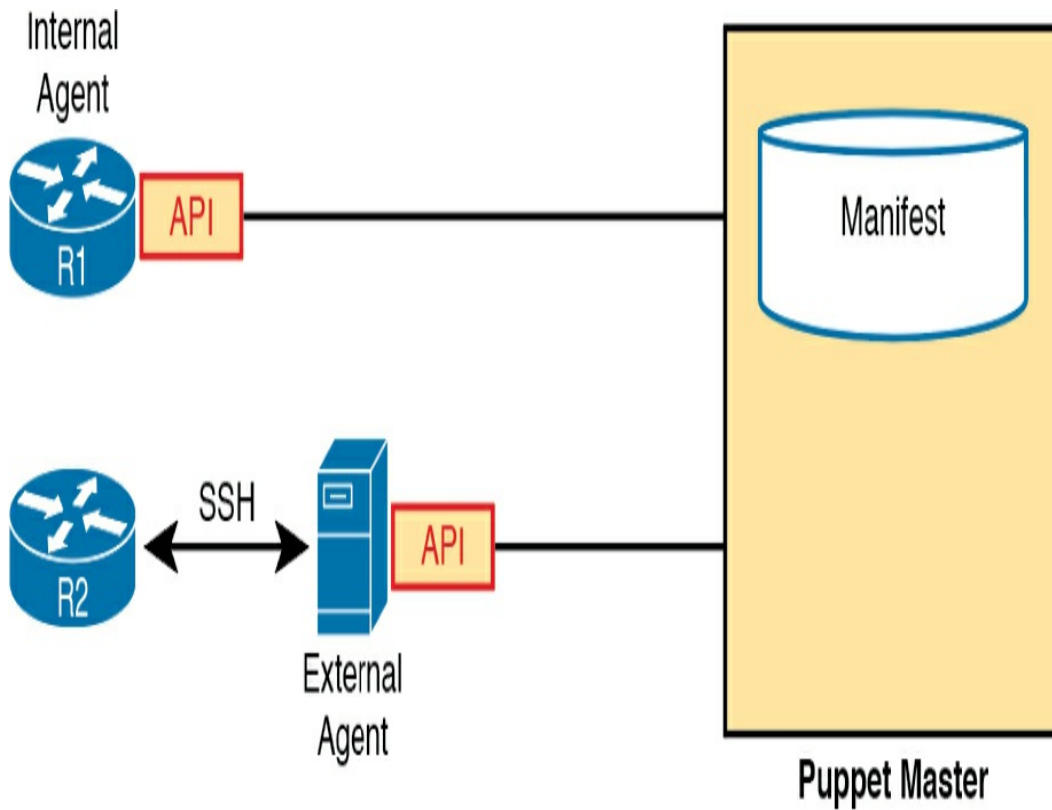 Internal
Agent
R1
API
Manifest
R2
SSH
API
External
Agent
Puppet Master